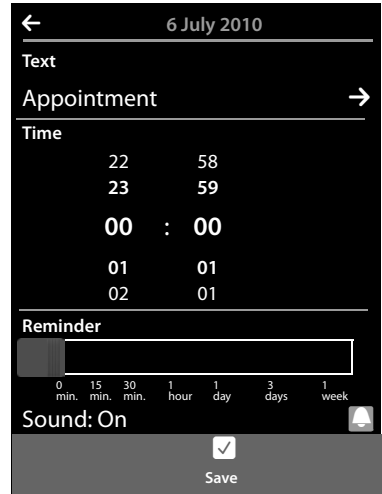 6 July 2010
Text
Appointment
Time
22 58
23 59
00 : 00
01 01
02 01
Reminder
0 min. 15 min. 30 min. 1 hour 1 day 3 days 1 week
Sound: On
Save